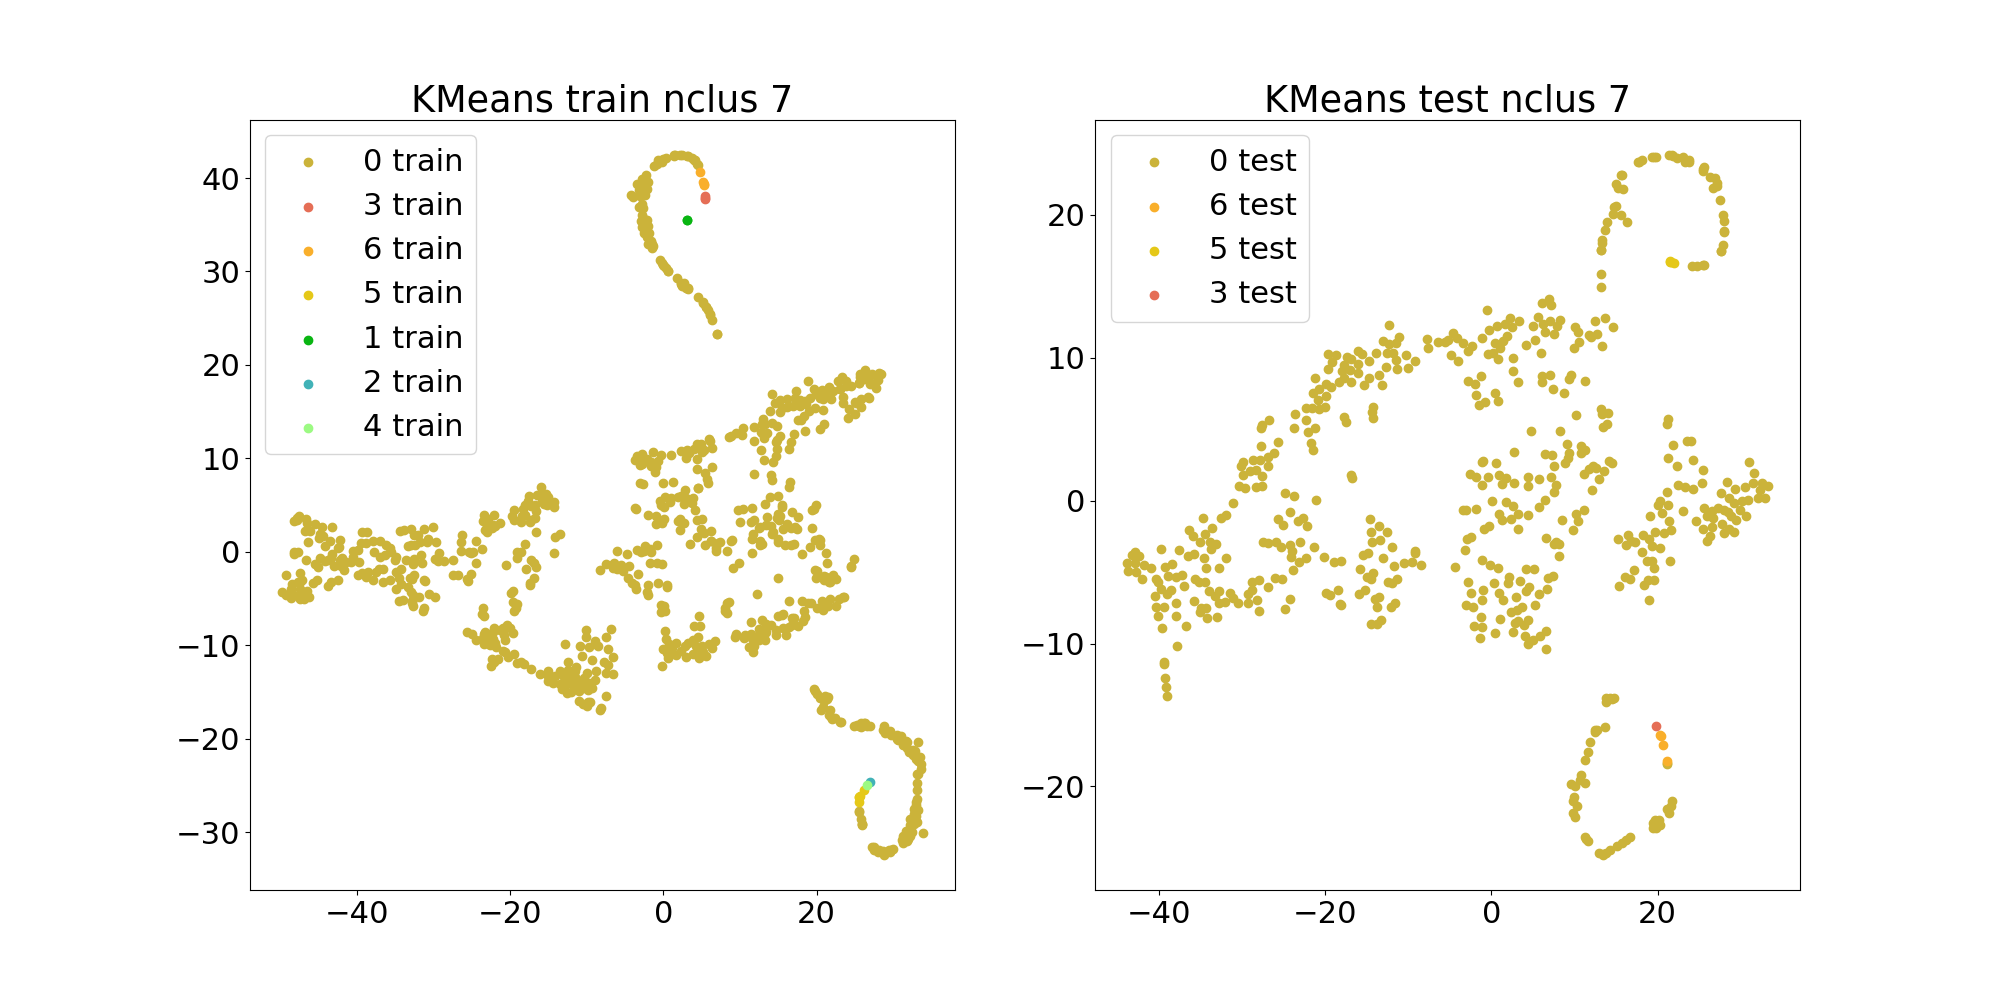 KMeans train nclus 7
0 train
3 train
6 train
5 train
1 train
2 train
4 train
40
30
20
10
0
−10
−20
−30
−40
−20
0
20
KMeans test nclus 7
0 test
6 test
5 test
3 test
20
10
0
−10
−20
−40
−20
0
20